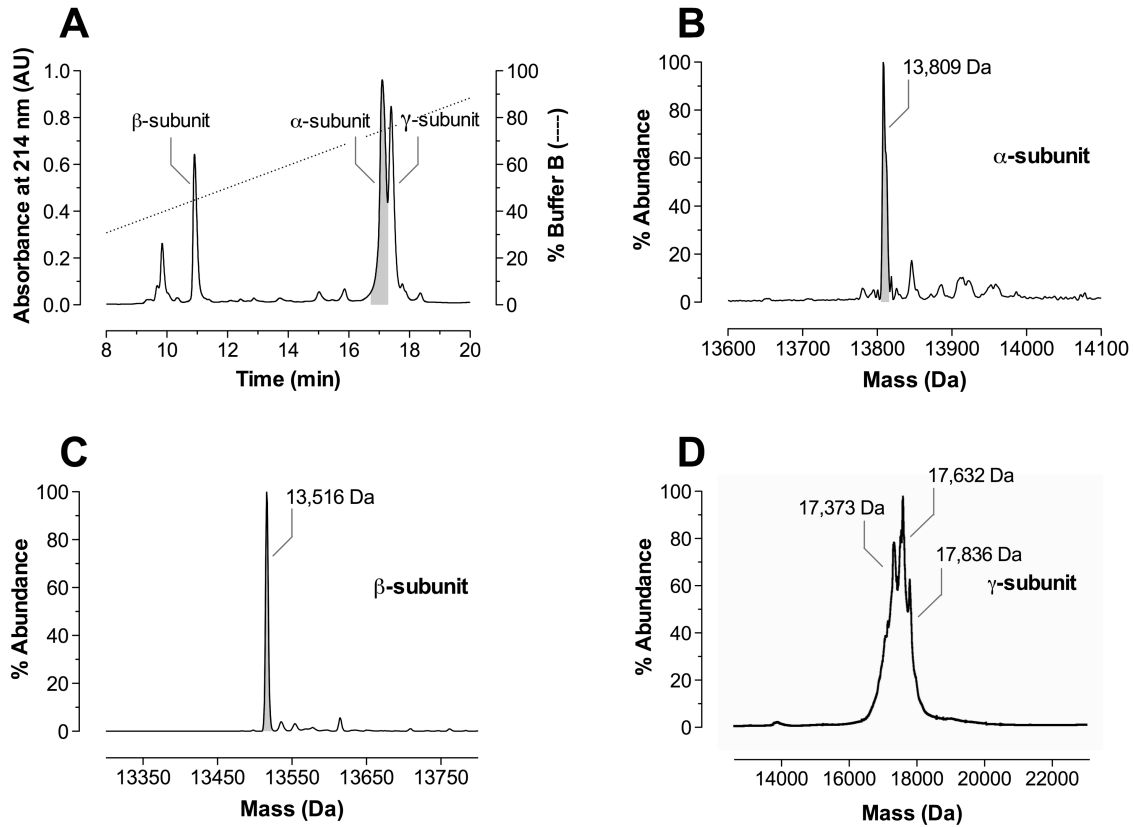 A
Absorbance at 214 nm (AU)
1.0
0.8
0.6
0.4
0.2
0.0
β-subunit
α-subunit
γ-subunit
100
80
60
40
20
0
% Buffer B (----)
8 10 12 14 16 18 20
Time (min)
B
% Abundance
100
80
60
40
20
0
13,809 Da
α-subunit
13600 13700 13800 13900 14000 14100
Mass (Da)
C
% Abundance
100
80
60
40
20
0
13,516 Da
β-subunit
13350 13450 13550 13650 13750
Mass (Da)
D
% Abundance
100
80
60
40
20
0
17,632 Da
17,373 Da
17,836 Da
γ-subunit
14000 16000 18000 20000 22000
Mass (Da)